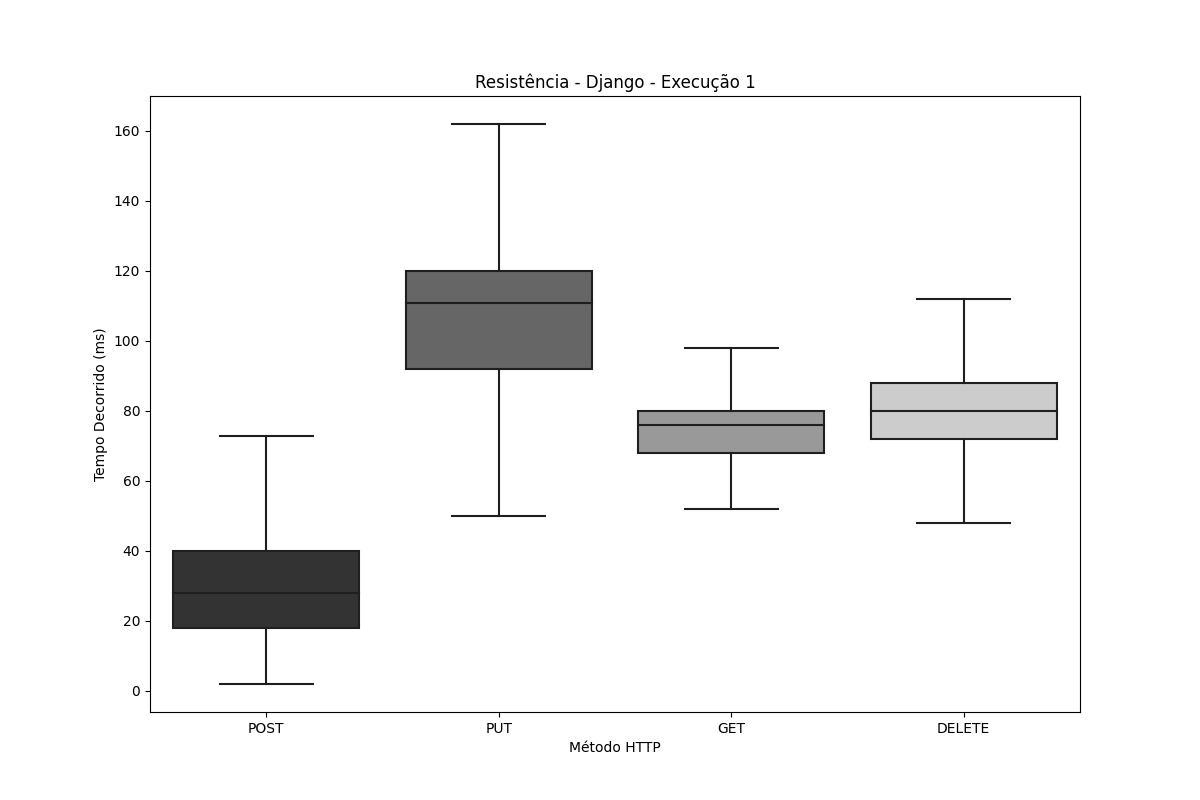 Resistência - Django - Execução 1
Tempo Decorrido (ms)
160
140
120
100
80
60
40
20
0
POST PUT GET DELETE
Método HTTP